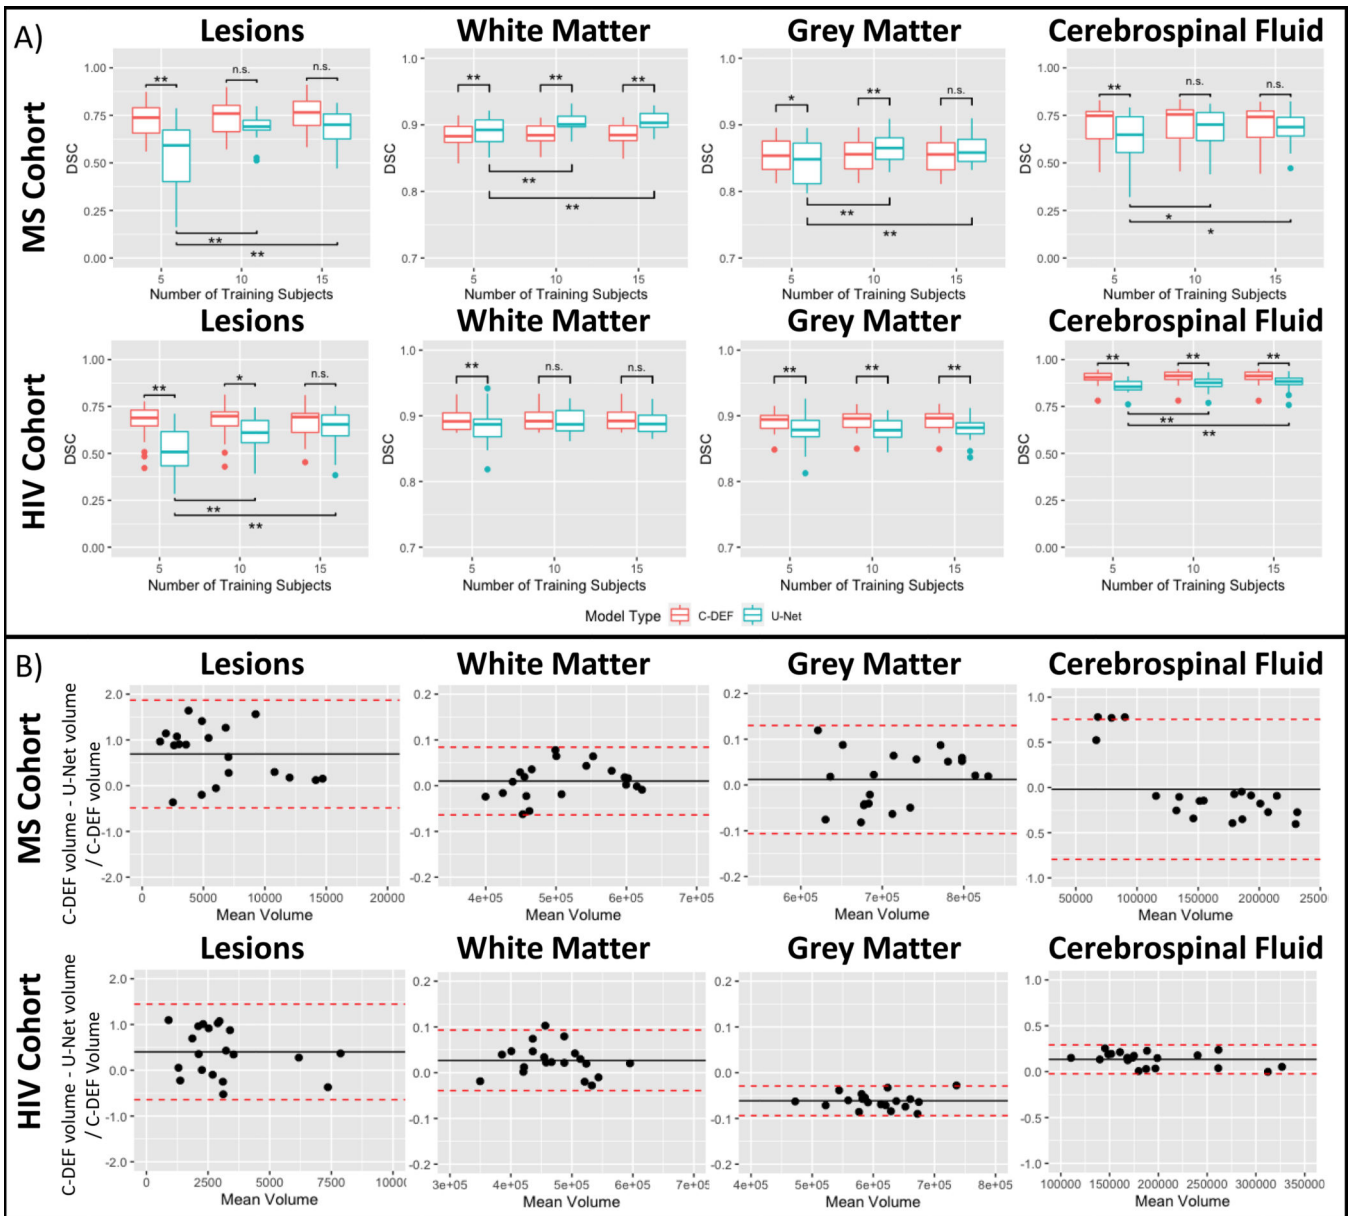 A)
Lesions White Matter Grey Matter Cerebrospinal Fluid
MS Cohort
DSC
1.00
0.75
0.50
0.25
0.00
** n.s. n.s.
** **
5 10 15
Number of Training Subjects
DSC
1.0
0.9
0.8
0.7
** ** **
** **
5 10 15
Number of Training Subjects
DSC
1.0
0.9
0.8
0.7
* ** n.s.
** **
5 10 15
Number of Training Subjects
DSC
1.00
0.75
0.50
0.25
0.00
** n.s. n.s.
* *
5 10 15
Number of Training Subjects
Lesions White Matter Grey Matter Cerebrospinal Fluid
HIV Cohort
DSC
1.00
0.75
0.50
0.25
0.00
** * n.s.
** **
5 10 15
Number of Training Subjects
DSC
1.0
0.9
0.8
0.7
** n.s. n.s.
5 10 15
Number of Training Subjects
DSC
1.0
0.9
0.8
0.7
** ** **
5 10 15
Number of Training Subjects
DSC
1.00
0.75
0.50
0.25
0.00
** ** **
** **
5 10 15
Number of Training Subjects
Model Type C-DEF U-Net
B)
Lesions White Matter Grey Matter Cerebrospinal Fluid
MS Cohort
C-DEF volume - U-Net volume
/ C-DEF volume
2.0
1.0
0.0
-1.0
-2.0
0 5000 10000 15000 20000
Mean Volume
0.2
0.1
0.0
-0.1
-0.2
4e+05 5e+05 6e+05 7e+05
Mean Volume
0.2
0.1
0.0
-0.1
-0.2
6e+05 7e+05 8e+05
Mean Volume
1.0
0.5
0.0
-0.5
-1.0
50000 100000 150000 200000 2500
Mean Volume
Lesions White Matter Grey Matter Cerebrospinal Fluid
HIV Cohort
C-DEF volume - U-Net volume
/ C-DEF Volume
2.0
1.0
0.0
-1.0
-2.0
0 2500 5000 7500 1000
Mean Volume
0.2
0.1
0.0
-0.1
-0.2
3e+05 4e+05 5e+05 6e+05 7e+0
Mean Volume
0.2
0.1
0.0
-0.1
-0.2
4e+05 5e+05 6e+05 7e+05 8e+05
Mean Volume
1.0
0.5
0.0
-0.5
-1.0
100000 150000 200000 250000 300000 350000
Mean Volume